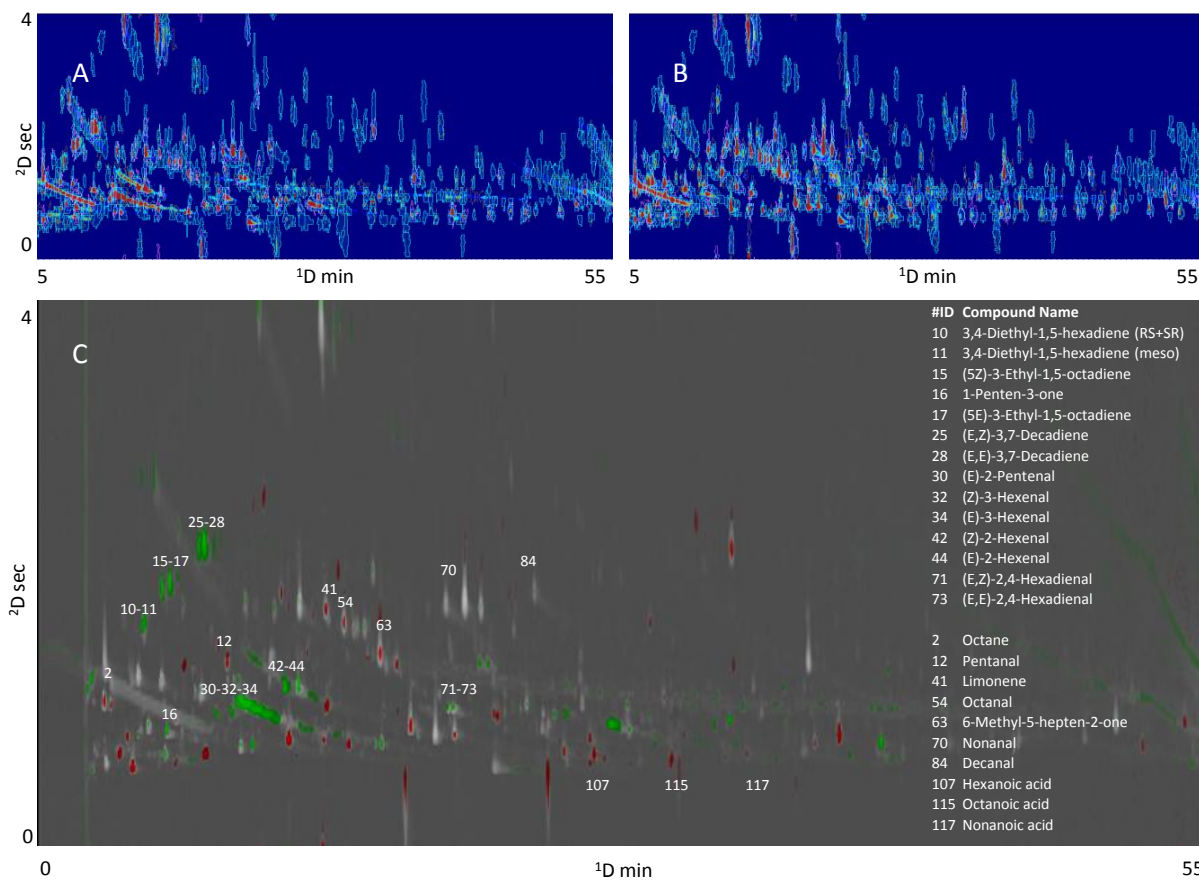 4
A
B
²D sec
0
5
¹D min
55
5
¹D min
55
4
C
#ID Compound Name
10 3,4-Diethyl-1,5-hexadiene (RS+SR)
11 3,4-Diethyl-1,5-hexadiene (meso)
15 (5Z)-3-Ethyl-1,5-octadiene
16 1-Penten-3-one
17 (5E)-3-Ethyl-1,5-octadiene
25 (E,Z)-3,7-Decadiene
28 (E,E)-3,7-Decadiene
30 (E)-2-Pentenal
32 (Z)-3-Hexenal
34 (E)-3-Hexenal
42 (Z)-2-Hexenal
44 (E)-2-Hexenal
71 (E,Z)-2,4-Hexadienal
73 (E,E)-2,4-Hexadienal
2 Octane
12 Pentanal
41 Limonene
54 Octanal
63 6-Methyl-5-hepten-2-one
70 Nonanal
84 Decanal
107 Hexanoic acid
115 Octanoic acid
117 Nonanoic acid
25-28
15-17
70
84
41
54
10-11
63
12
42-44
2
30-32-34
71-73
16
107
115
117
²D sec
0
0
¹D min
55